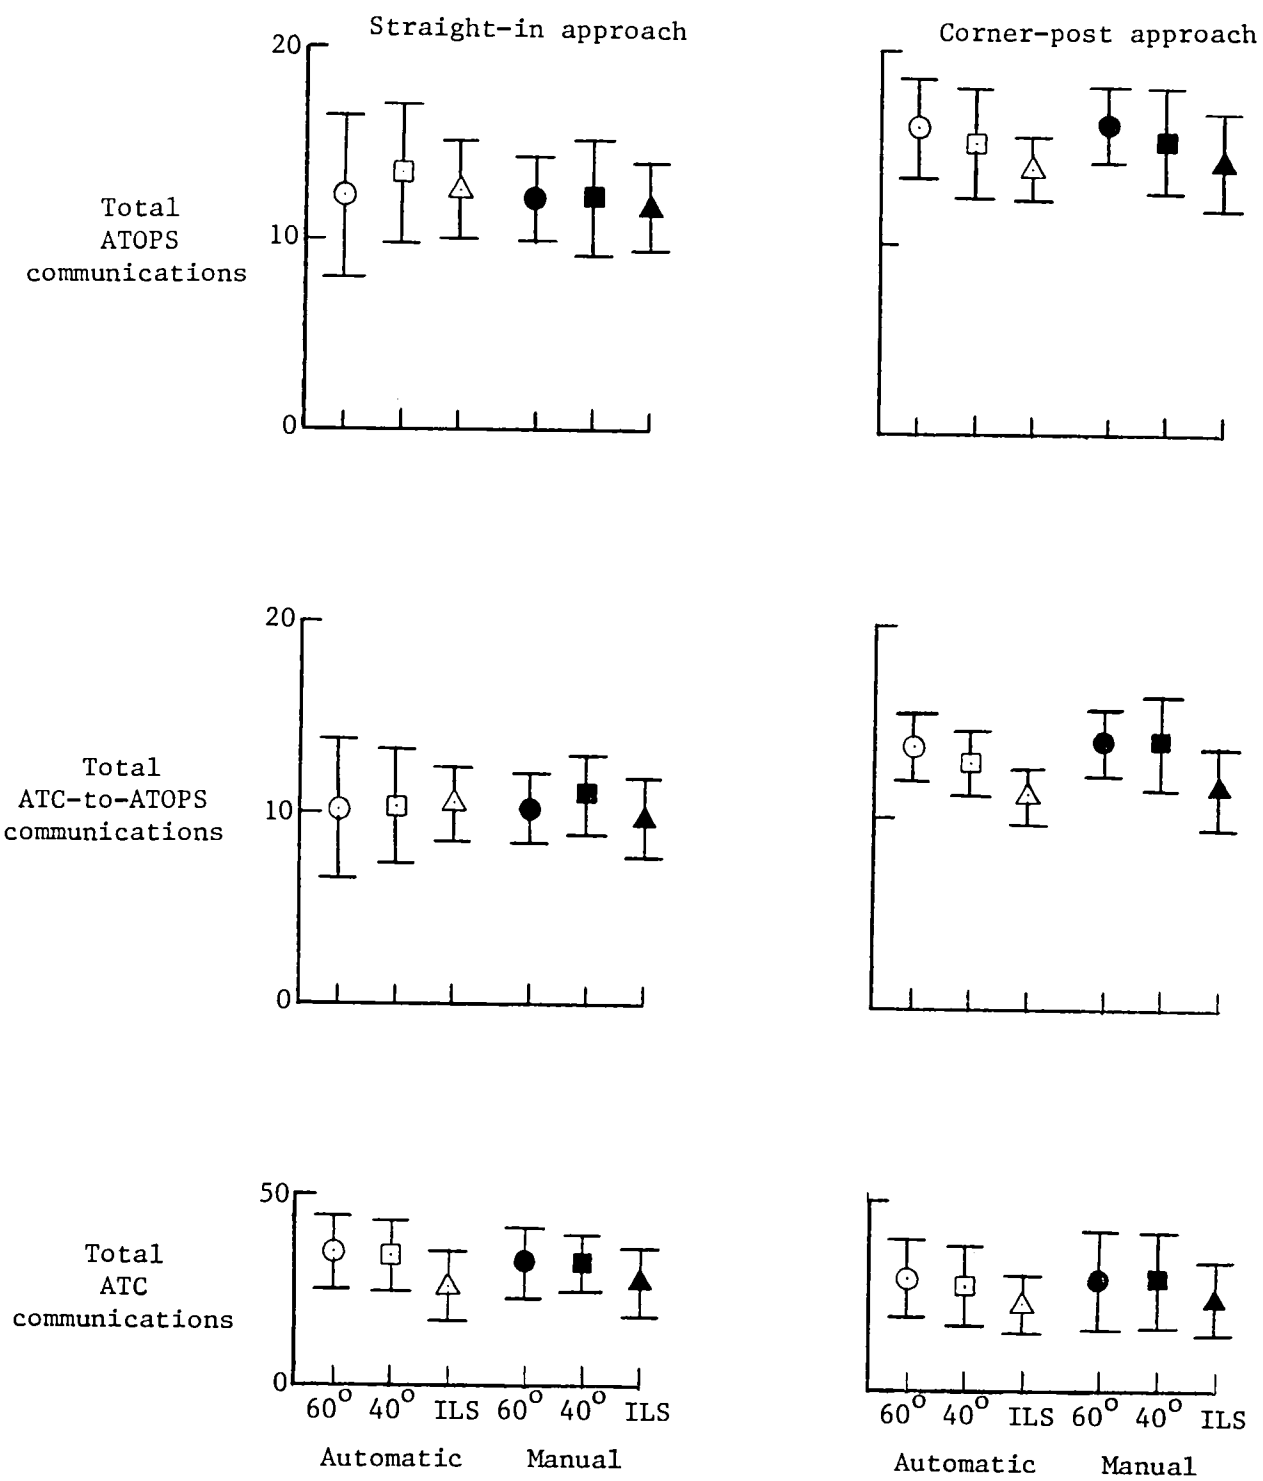 Straight-in approach
Corner-post approach
20
Total
ATOPS
communications
10
0
20
Total
ATC-to-ATOPS
communications
10
0
50
Total
ATC
communications
0
60° 40° ILS 60° 40° ILS
Automatic Manual
60° 40° ILS 60° 40° ILS
Automatic Manual